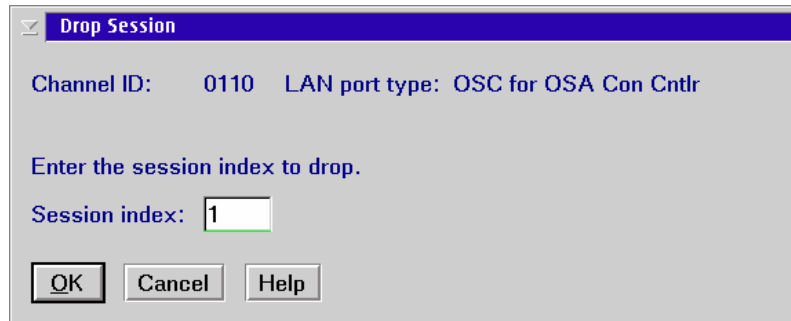 Drop Session
Channel ID: 0110 LAN port type: OSC for OSA Con Cntlr
Enter the session index to drop.
Session index: 1
OK Cancel Help